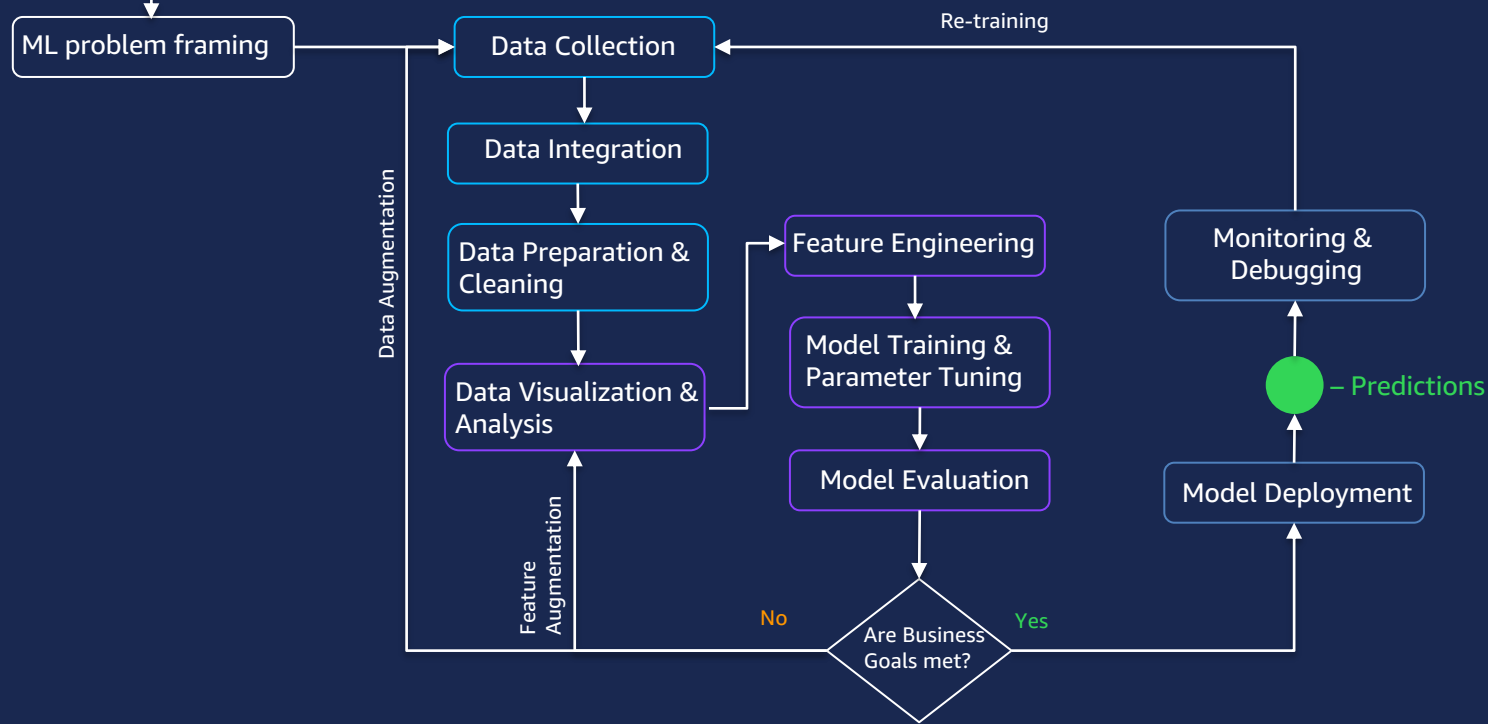 Re-training
ML problem framing
Data Collection
Data Integration
Data Augmentation
Data Preparation &
Cleaning
Data Visualization &
Analysis
Feature
Augmentation
Feature Engineering
Model Training &
Parameter Tuning
Model Evaluation
Are Business
Goals met?
No
Yes
Monitoring &
Debugging
– Predictions
Model Deployment